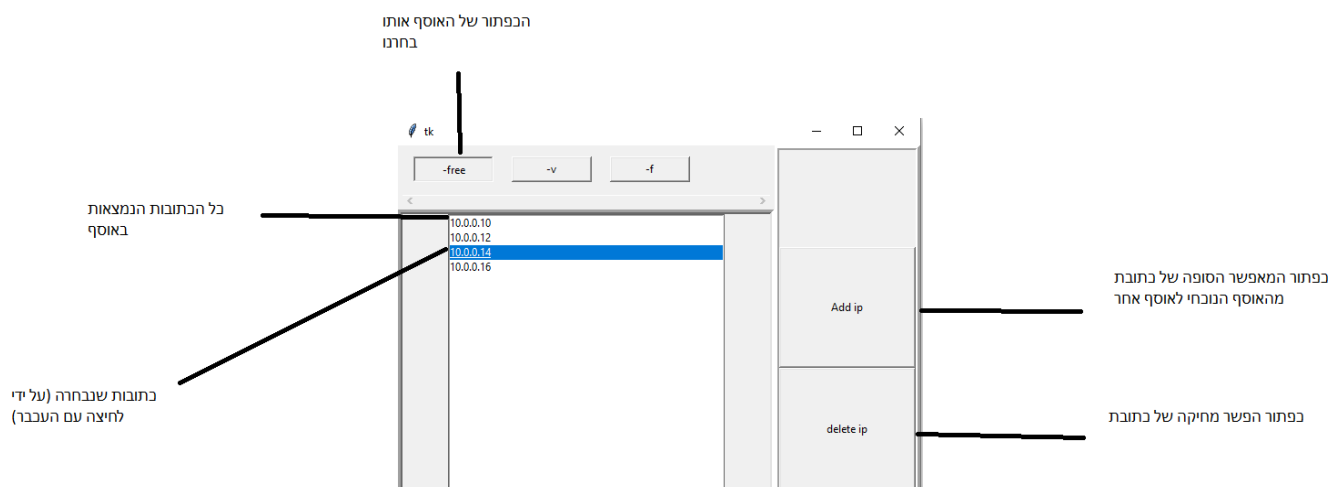 הכפתור של האוסף אותו
בחרנו
tk
-free
-v
-f
כל הכתובות הנמצאות
באוסף
10.0.0.10
10.0.0.12
10.0.0.14
10.0.0.16
כפתור המאפשר הסופה של כתובת
מהאוסף הנוכחי לאוסף אחר
Add ip
כתובות שנבחרה (על ידי
לחיצה עם העכבר)
כפתור הפשר מחיקה של כתובת
delete ip